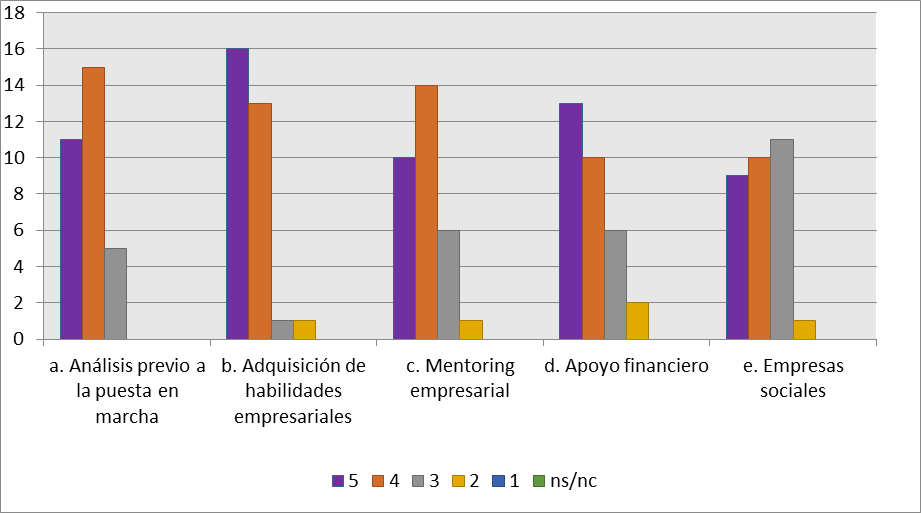 18
16
14
12
10
8
6
4
2
0
a. Análisis previo a
la puesta en
marcha
b. Adquisición de
habilidades
empresariales
c. Mentoring
empresarial
d. Apoyo financiero
e. Empresas
sociales
5 4 3 2 1 ns/nc